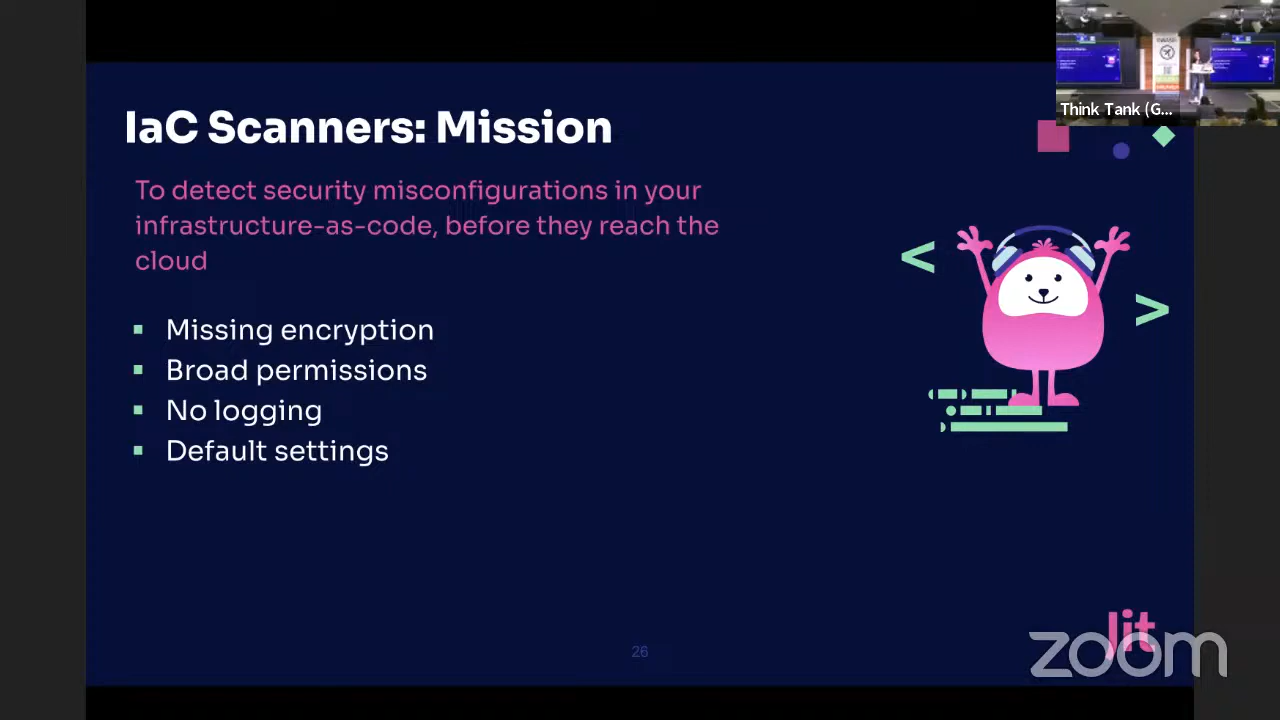 IaC Scanners: Mission
To detect security misconfigurations in your
infrastructure-as-code, before they reach the
cloud
Missing encryption
Broad permissions
No logging
Default settings
<
>
26
Jit
zoom
Think Tank (G...